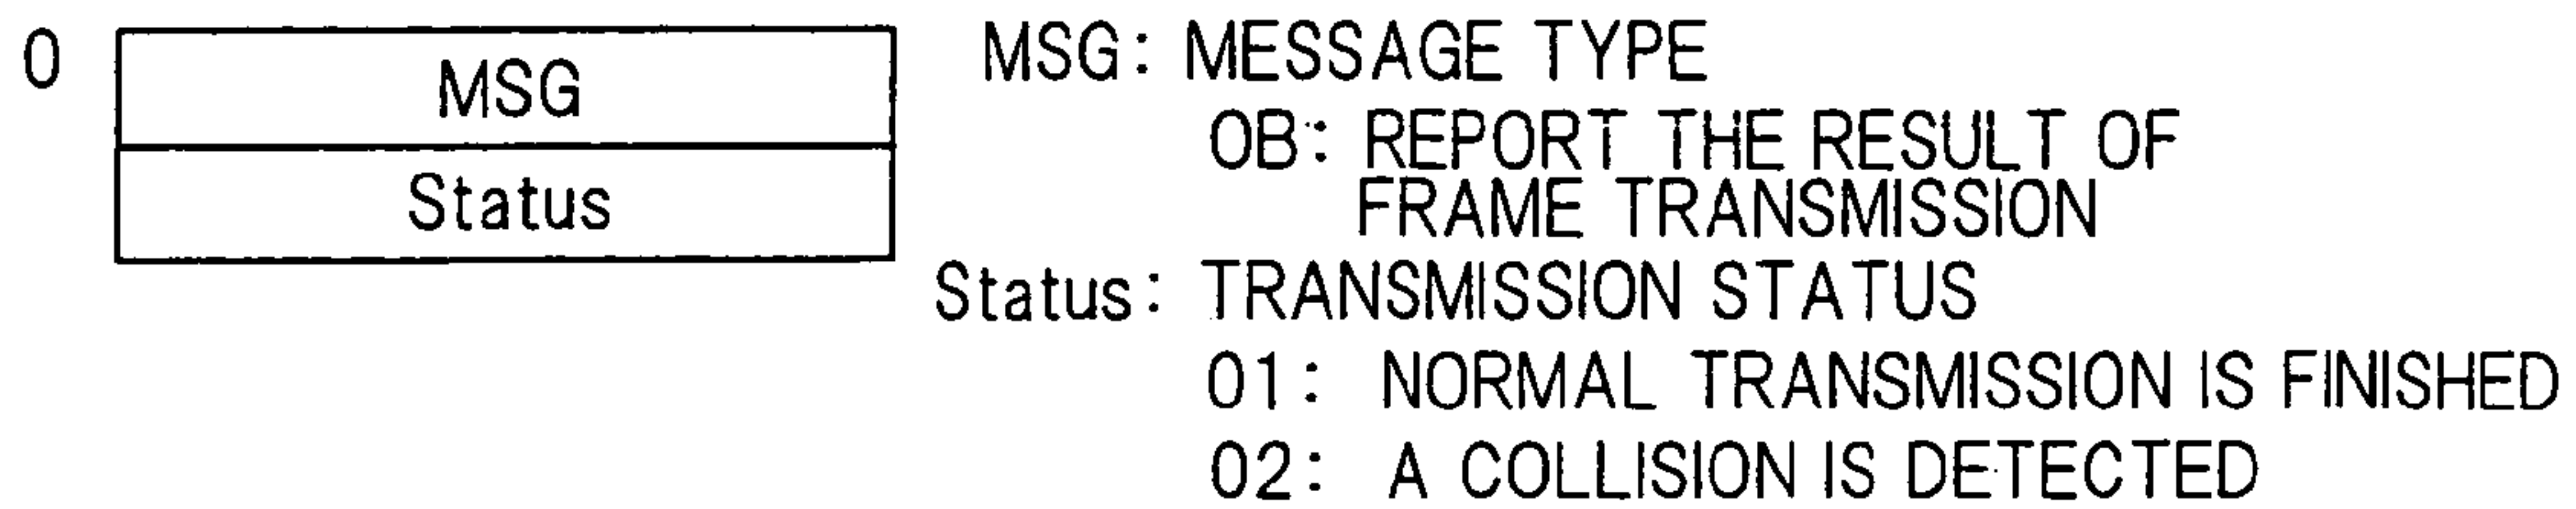 0
MSG
Status
MSG: MESSAGE TYPE
0B: REPORT THE RESULT OF
FRAME TRANSMISSION
Status: TRANSMISSION STATUS
01: NORMAL TRANSMISSION IS FINISHED
02: A COLLISION IS DETECTED